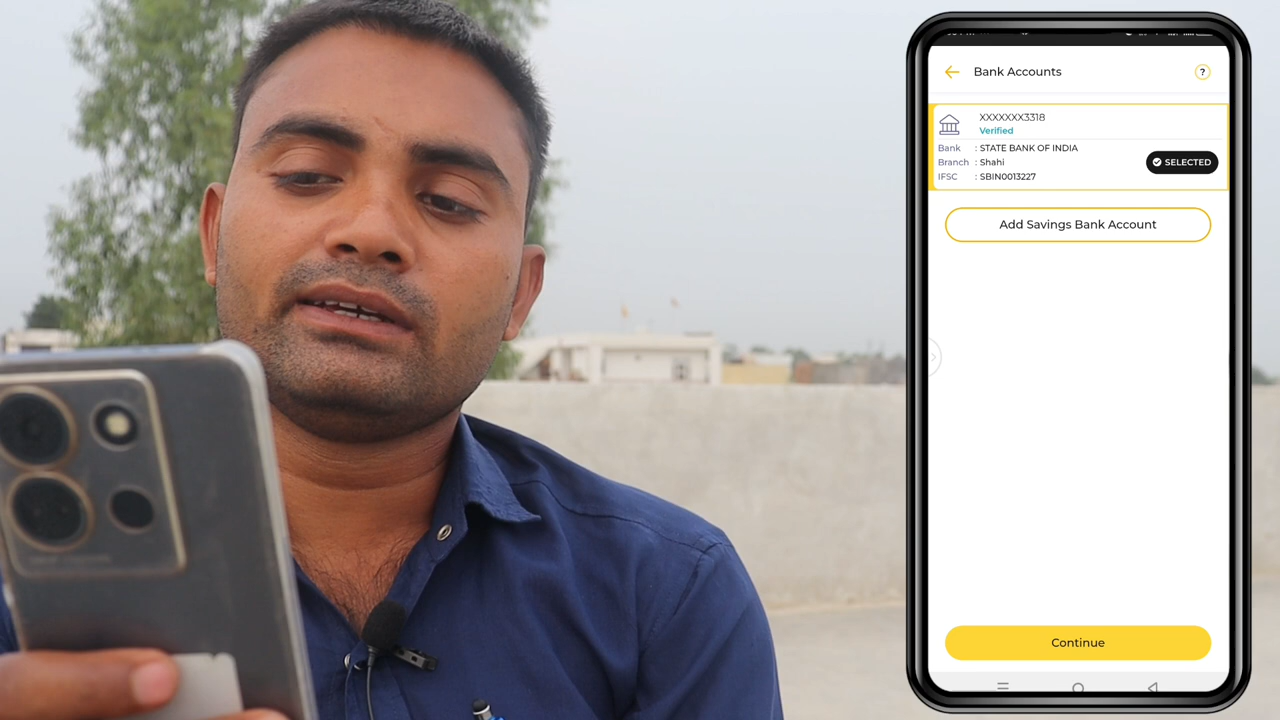 Bank Accounts
?
XXXXXXX3318
Verified
Bank : STATE BANK OF INDIA
Branch : Shahi
SELECTED
IFSC : SBIN0013227
Add Savings Bank Account
Continue